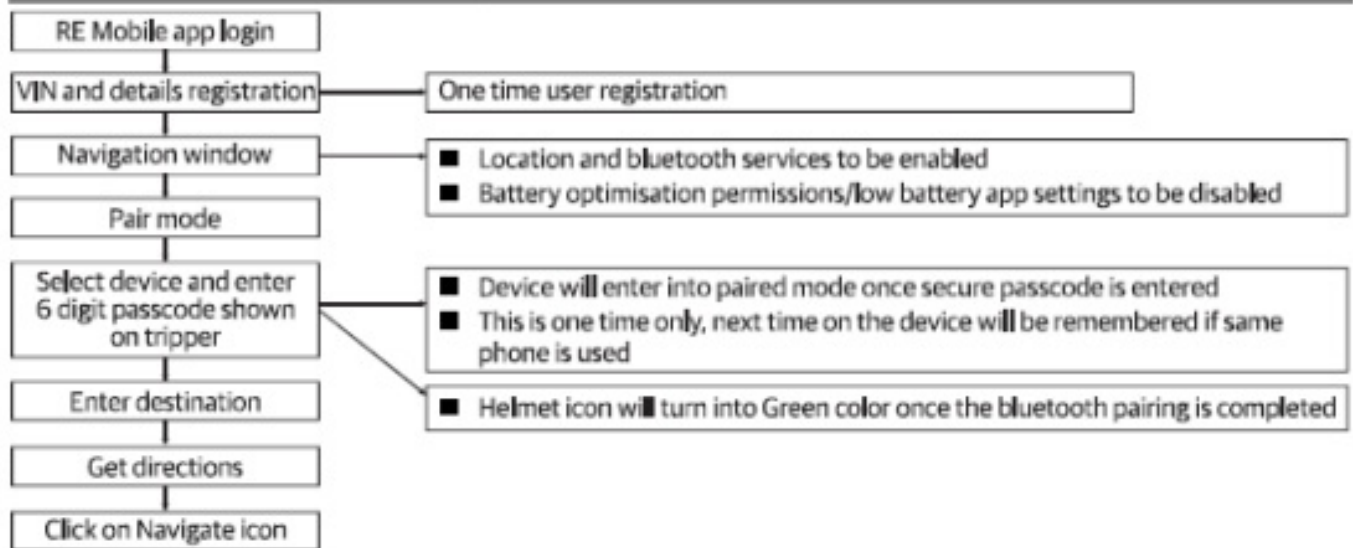 RE Mobile app login
VIN and details registration
One time user registration
Navigation window
■ Location and bluetooth services to be enabled
■ Battery optimisation permissions/low battery app settings to be disabled
Pair mode
Select device and enter
6 digit passcode shown
on tripper
■ Device will enter into paired mode once secure passcode is entered
■ This is one time only, next time on the device will be remembered if same
phone is used
■ Helmet icon will turn into Green color once the bluetooth pairing is completed
Enter destination
Get directions
Click on Navigate icon